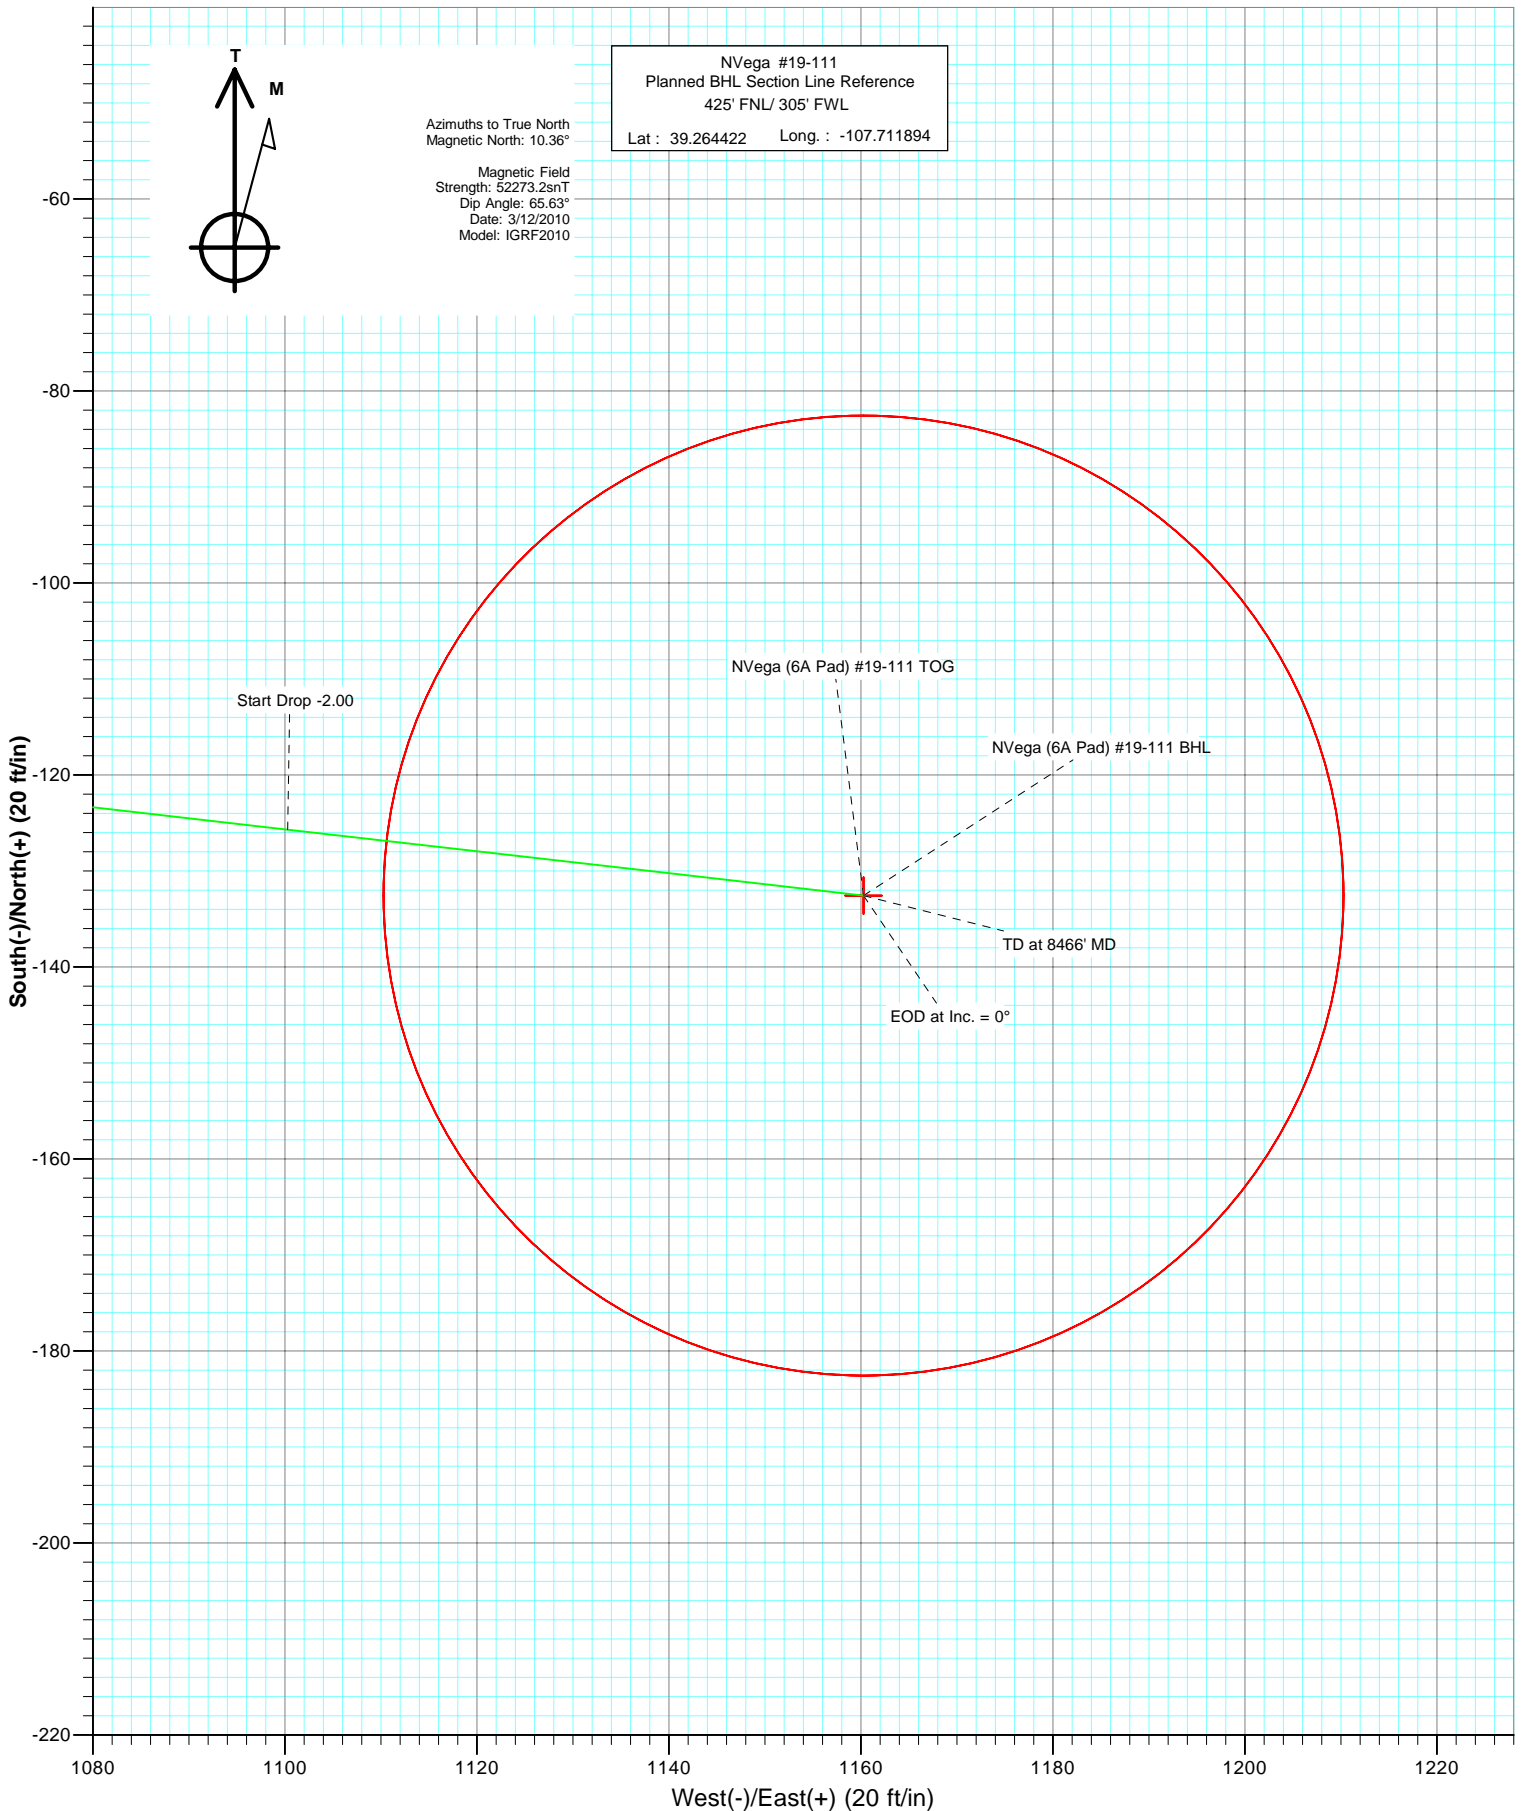 T
M
Azimuths to True North
Magnetic North: 10.36°
Magnetic Field
Strength: 52273.2snT
Dip Angle: 65.63°
Date: 3/12/2010
Model: IGRF2010
NVega #19-111
Planned BHL Section Line Reference
425' FNL/ 305' FWL
Lat : 39.264422 Long. : -107.711894
-60
-80
-100
-120
-140
-160
-180
-200
-220
South(-)/North(+) (20 ft/in)
NVega (6A Pad) #19-111 TOG
Start Drop -2.00
NVega (6A Pad) #19-111 BHL
TD at 8466' MD
EOD at Inc. = 0°
1080 1100 1120 1140 1160 1180 1200 1220
West(-)/East(+) (20 ft/in)